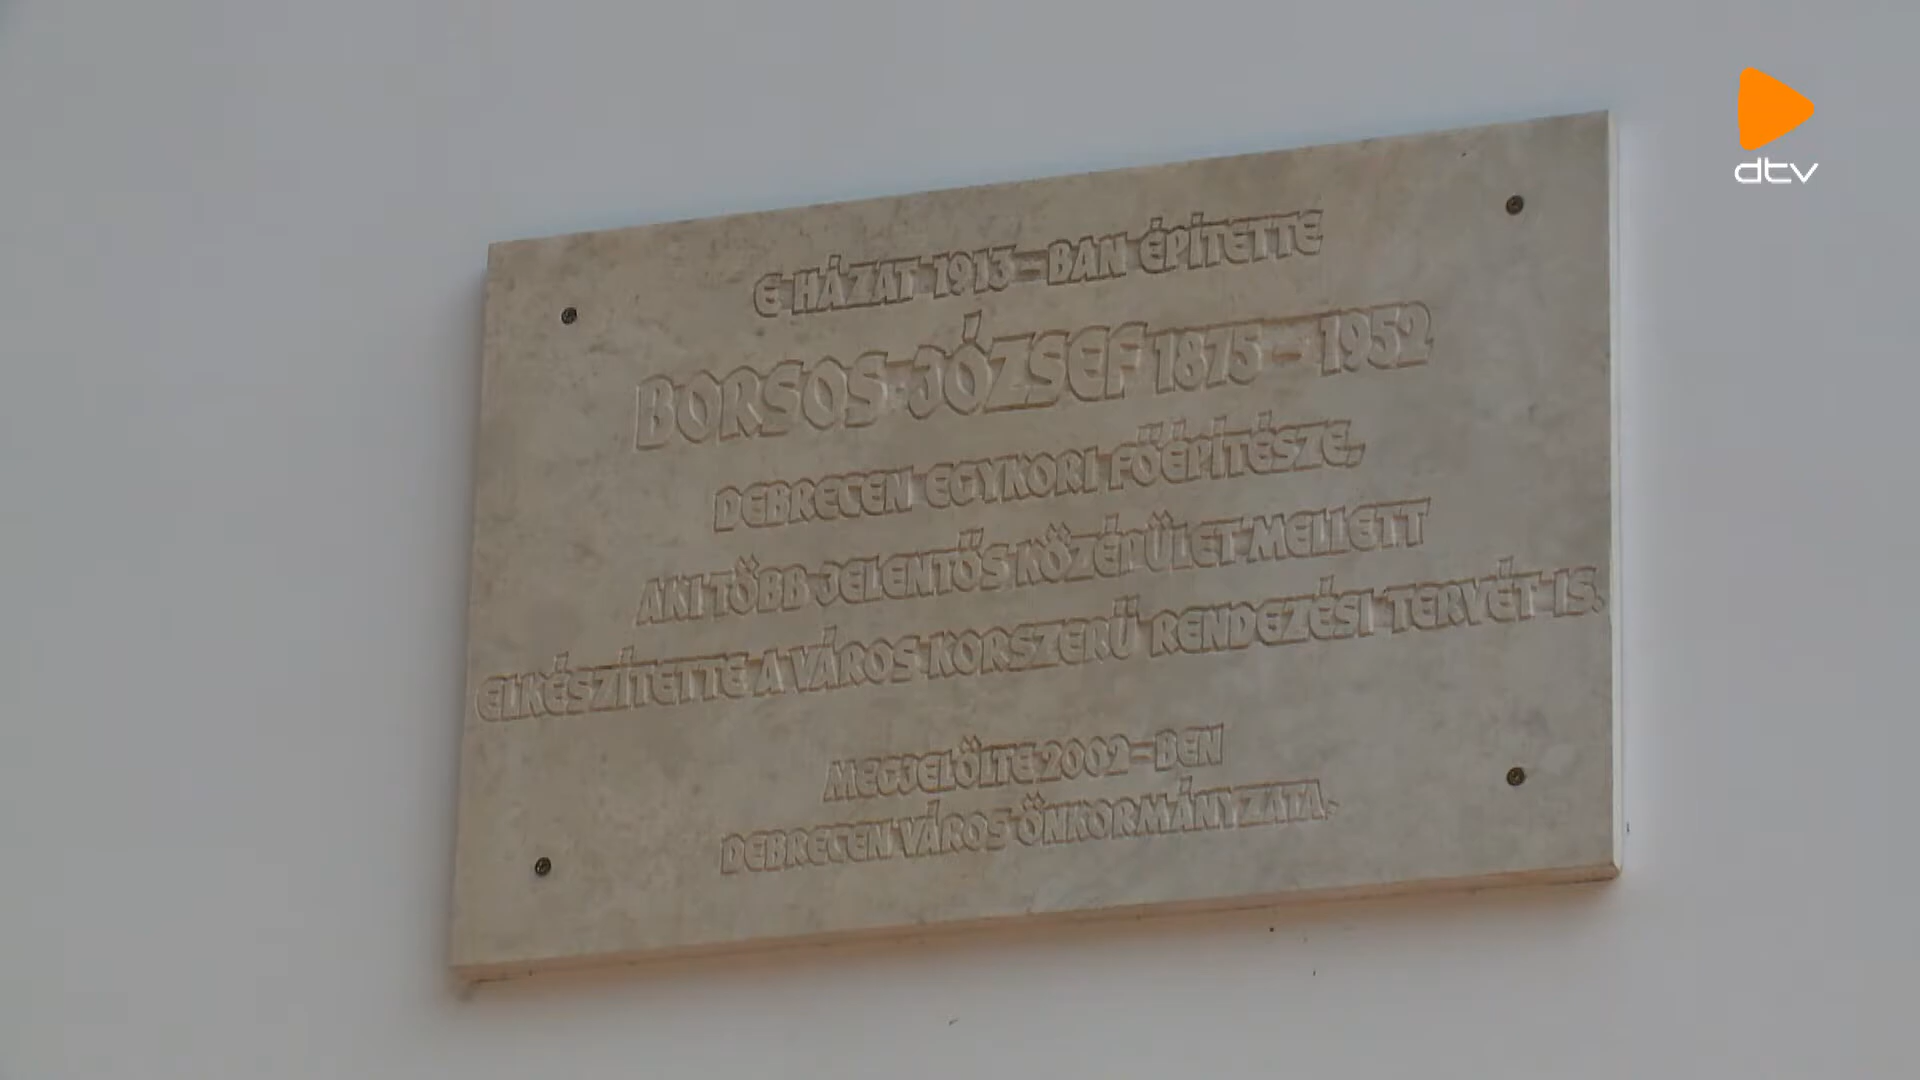 E HÁZAT 1913-BAN ÉPÍTETTE
BORSOS JÓZSEF 1875-1952
DEBRECEN EGYKORI FŐÉPÍTÉSZE,
AKI TÖBB JELENTŐS KÖZÉPÜLET MELLETT
ELKÉSZÍTETTE A VÁROS KORSZERŰ RENDEZÉSI TERVÉT IS.
MEGJELÖLTE 2002-BEN
DEBRECEN VÁROS ÖNKORMÁNYZATA.
dtv